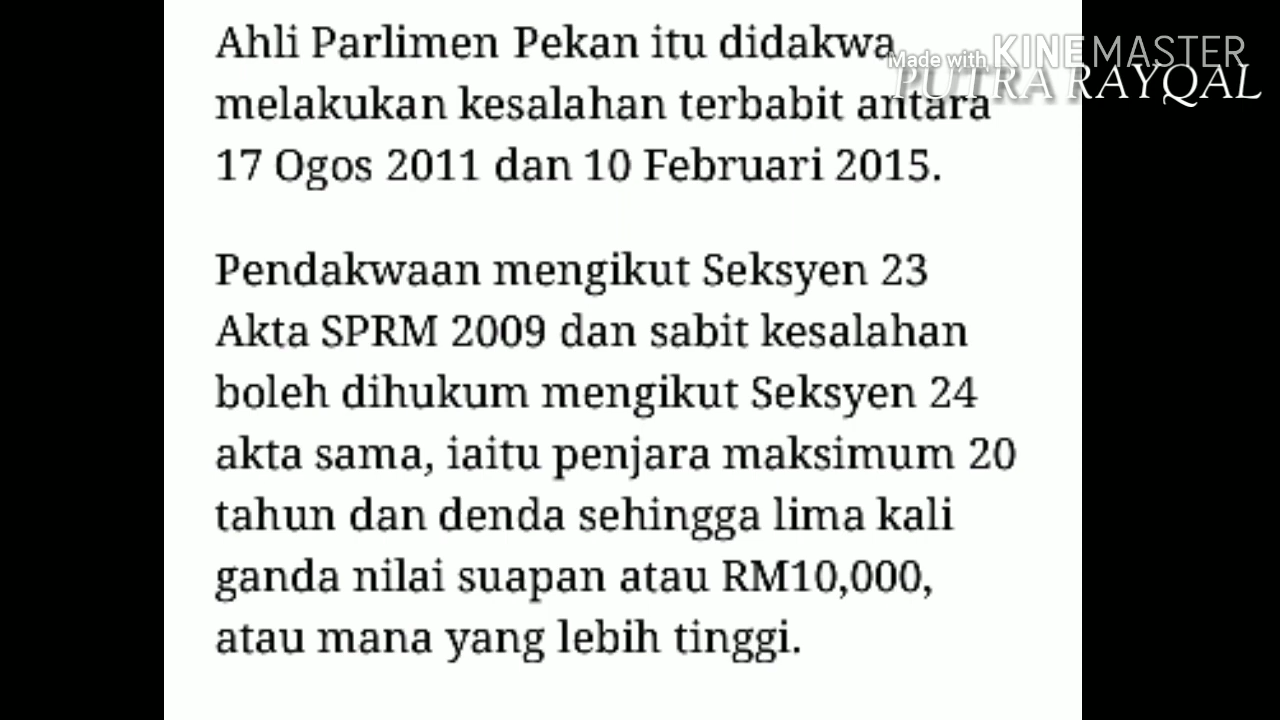 Ahli Parlimen Pekan itu didakwa
Made with KINEMASTER
PUTRA RAYQAL
melakukan kesalahan terbabit antara
17 Ogos 2011 dan 10 Februari 2015.
Pendakwaan mengikut Seksyen 23
Akta SPRM 2009 dan sabit kesalahan
boleh dihukum mengikut Seksyen 24
akta sama, iaitu penjara maksimum 20
tahun dan denda sehingga lima kali
ganda nilai suapan atau RM10,000,
atau mana yang lebih tinggi.